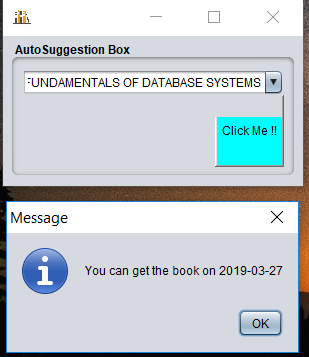 AutoSuggestion Box
FUNDAMENTALS OF DATABASE SYSTEMS
Click Me !!
Message
You can get the book on 2019-03-27
OK